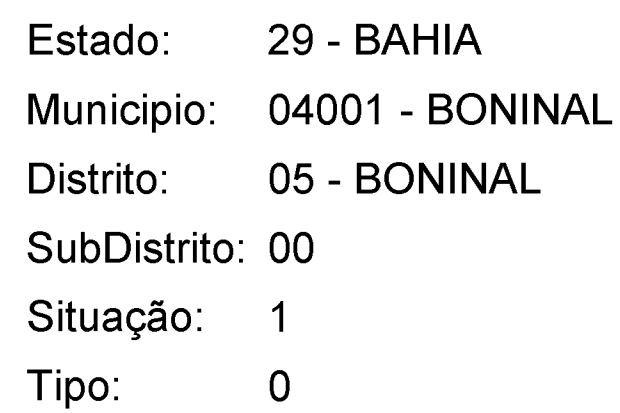 Estado: 29 - BAHIA
Municipio: 04001 - BONINAL
Distrito: 05 - BONINAL
SubDistrito: 00
Situação: 1
Tipo: 0